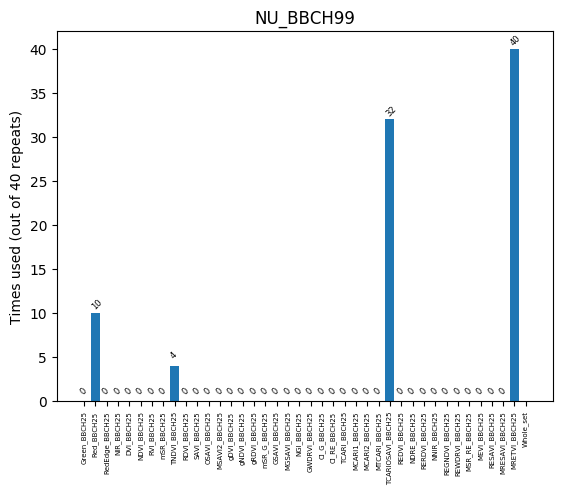 NU_BBCH99
Times used (out of 40 repeats)
40
35
30
25
20
15
10
5
0
0 10 0 0 0 0 0 0 4 0 0 0 0 0 0 0 0 0 0 0 0 0 0 0 0 0 0 32 0 0 0 0 0 0 0 0 0 0 40
Green_BBCH25
Red_BBCH25
RedEdge_BBCH25
NIR_BBCH25
DVI_BBCH25
NDVI_BBCH25
RVI_BBCH25
mSR_BBCH25
TNDVI_BBCH25
RDVI_BBCH25
SAVI_BBCH25
OSAVI_BBCH25
MSAVI2_BBCH25
gDVI_BBCH25
gNDVI_BBCH25
gRDVI_BBCH25
mSR_G_BBCH25
GSAVI_BBCH25
MGSAVI_BBCH25
NGI_BBCH25
GWDRVI_BBCH25
CI_G_BBCH25
CI_RE_BBCH25
TCARI_BBCH25
MCARI1_BBCH25
MCARI2_BBCH25
MTCARI_BBCH25
TCARIOSAVI_BBCH25
REDVI_BBCH25
NDRE_BBCH25
RERDVI_BBCH25
NNIR_BBCH25
REGNDVI_BBCH25
REWDRVI_BBCH25
MSR_RE_BBCH25
MEVI_BBCH25
RESAVI_BBCH25
MRESAVI_BBCH25
MRETVI_BBCH25
Whole_set